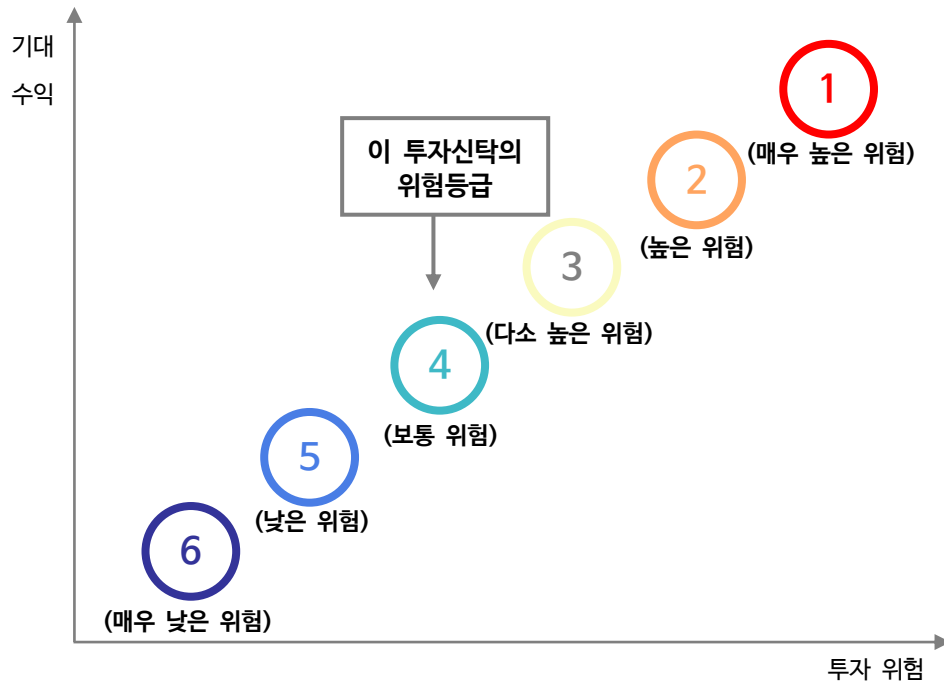 기대
수익
1
(매우 높은 위험)
이 투자신탁의
위험등급
2
(높은 위험)
3
(다소 높은 위험)
4
(보통 위험)
5
(낮은 위험)
6
(매우 낮은 위험)
투자 위험